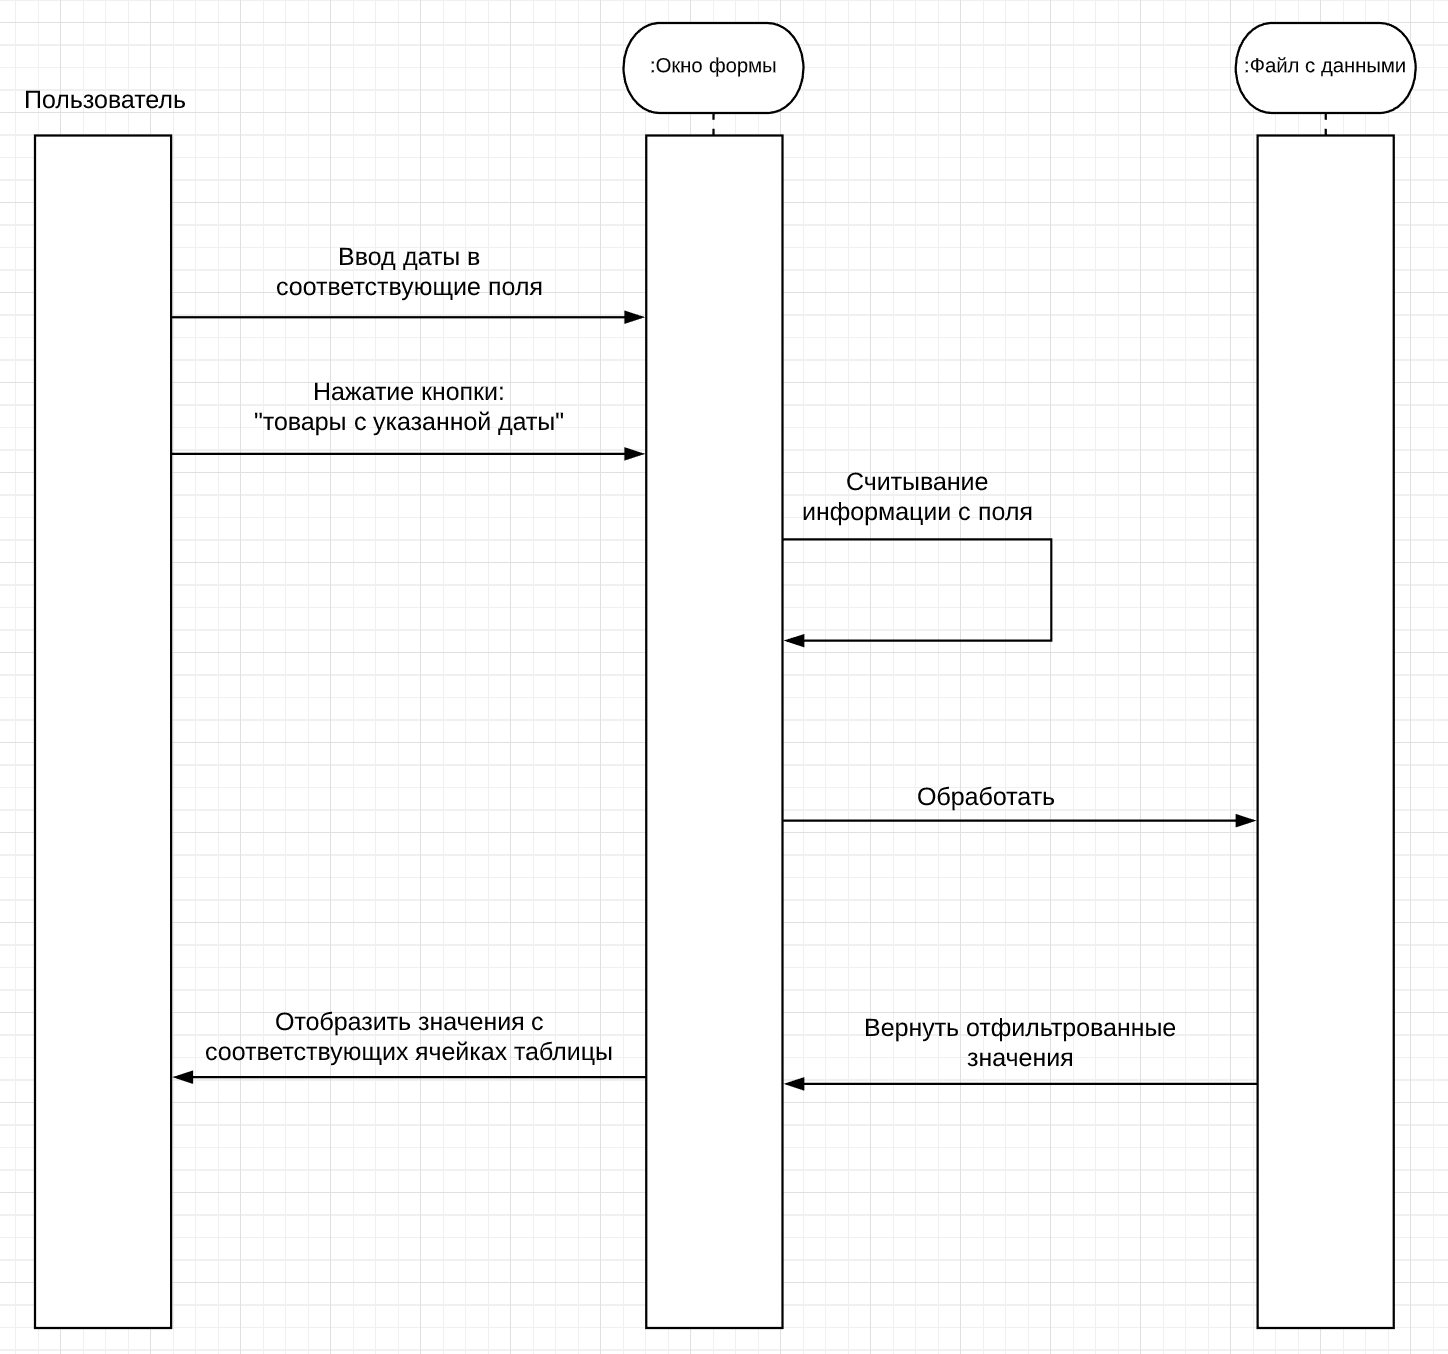 :Окно формы
:Файл с данными
Пользователь
Ввод даты в
соответствующие поля
Нажатие кнопки:
"товары с указанной даты"
Считывание
информации с поля
Обработать
Отобразить значения с
соответствующих ячейках таблицы
Вернуть отфильтрованные
значения